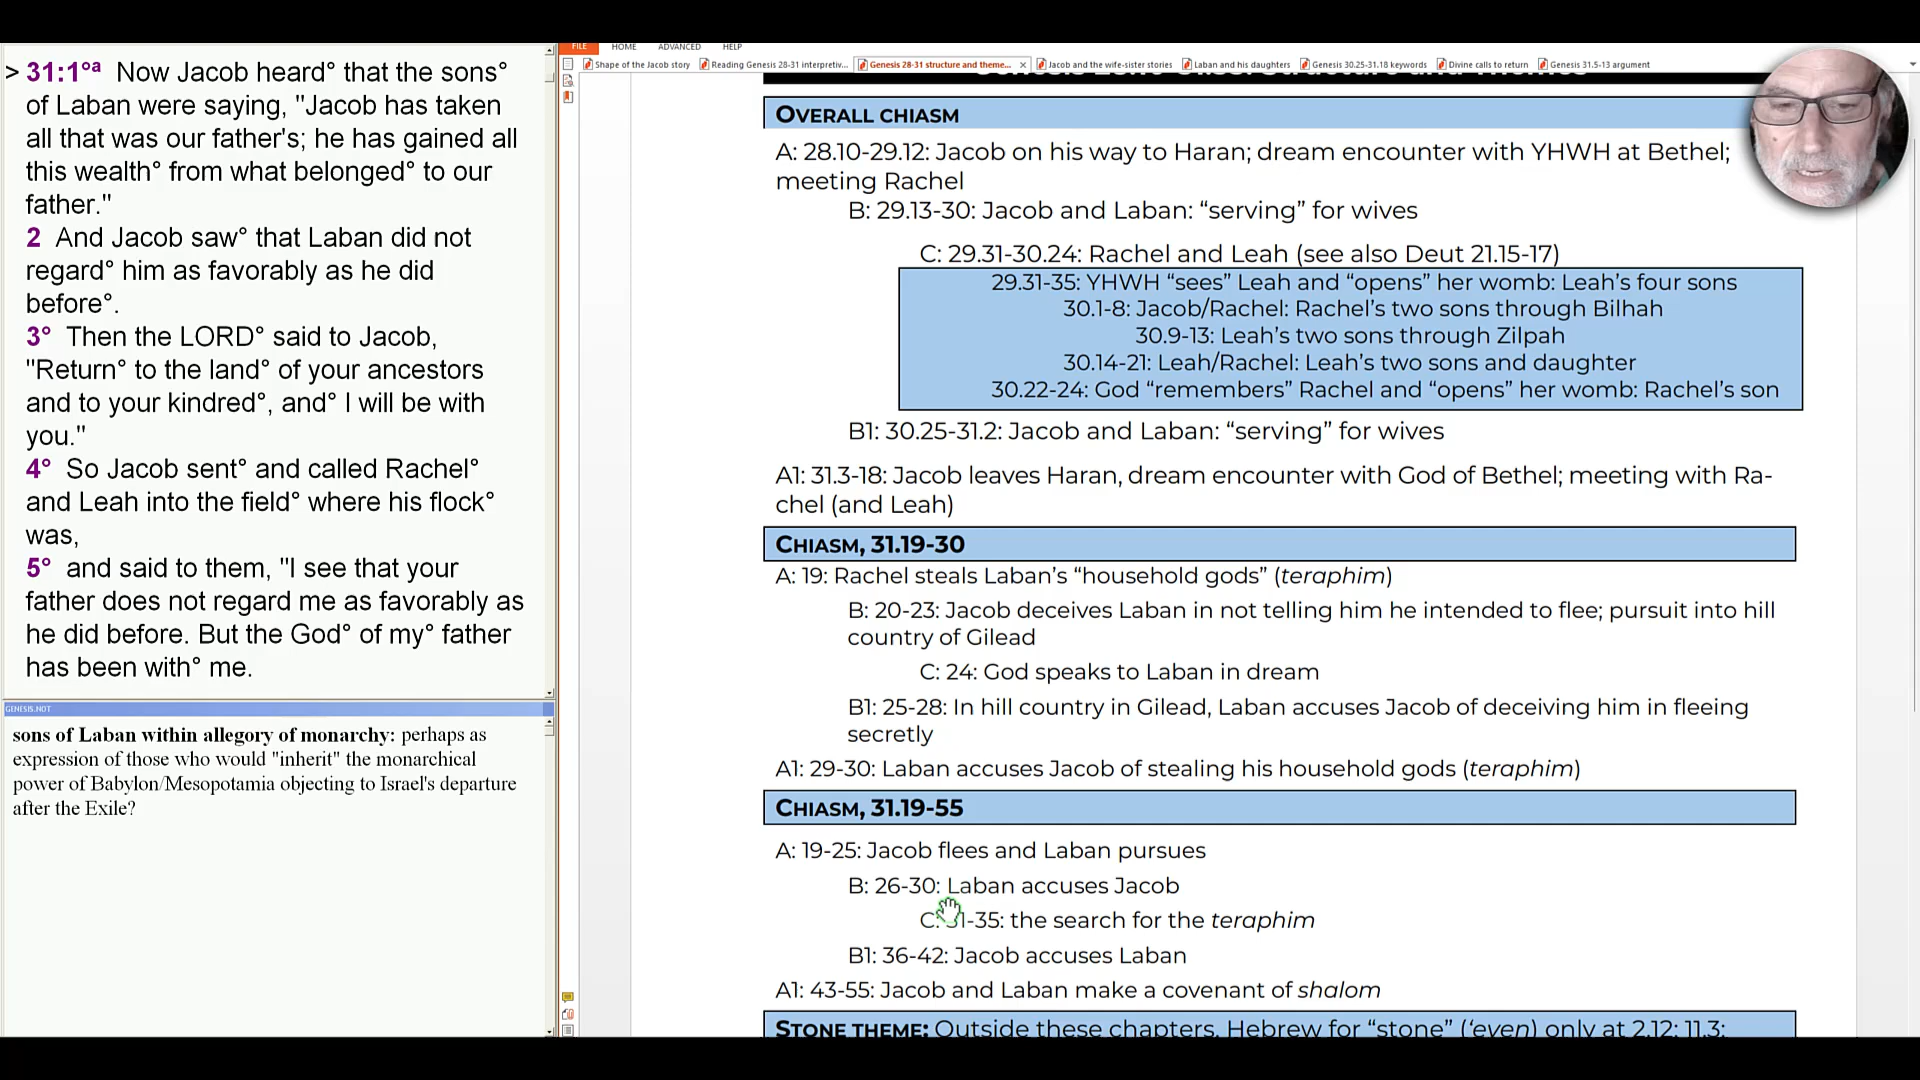 > 31:1°ª Now Jacob heard° that the sons°
of Laban were saying, "Jacob has taken
all that was our father's; he has gained all
this wealth° from what belonged° to our
father."
2 And Jacob saw° that Laban did not
regard° him as favorably as he did
before°.
3° Then the LORD° said to Jacob,
"Return° to the land° of your ancestors
and to your kindred°, and° I will be with
you."
4° So Jacob sent° and called Rachel°
and Leah into the field° where his flock°
was,
5° and said to them, "I see that your
father does not regard me as favorably as
he did before. But the God° of my° father
has been with° me.
GENESIS.NOT
sons of Laban within allegory of monarchy: perhaps as
expression of those who would "inherit" the monarchical
power of Babylon/Mesopotamia objecting to Israel's departure
after the Exile?
FILE HOME ADVANCED HELP
Shape of the Jacob story Reading Genesis 28-31 interpretiv... Genesis 28-31 structure and theme... × Jacob and the wife-sister stories Laban and his daughters Genesis 30.25-31.18 keywords Divine calls to return Genesis 31.5-13 argument
OVERALL CHIASM
A: 28.10-29.12: Jacob on his way to Haran; dream encounter with YHWH at Bethel;
meeting Rachel
B: 29.13-30: Jacob and Laban: “serving” for wives
C: 29.31-30.24: Rachel and Leah (see also Deut 21.15-17)
29.31-35: YHWH “sees” Leah and “opens” her womb: Leah’s four sons
30.1-8: Jacob/Rachel: Rachel’s two sons through Bilhah
30.9-13: Leah’s two sons through Zilpah
30.14-21: Leah/Rachel: Leah’s two sons and daughter
30.22-24: God “remembers” Rachel and “opens” her womb: Rachel’s son
B1: 30.25-31.2: Jacob and Laban: “serving” for wives
A1: 31.3-18: Jacob leaves Haran, dream encounter with God of Bethel; meeting with Ra-
chel (and Leah)
CHIASM, 31.19-30
A: 19: Rachel steals Laban’s “household gods” (teraphim)
B: 20-23: Jacob deceives Laban in not telling him he intended to flee; pursuit into hill
country of Gilead
C: 24: God speaks to Laban in dream
B1: 25-28: In hill country in Gilead, Laban accuses Jacob of deceiving him in fleeing
secretly
A1: 29-30: Laban accuses Jacob of stealing his household gods (teraphim)
CHIASM, 31.19-55
A: 19-25: Jacob flees and Laban pursues
B: 26-30: Laban accuses Jacob
C: 31-35: the search for the teraphim
B1: 36-42: Jacob accuses Laban
A1: 43-55: Jacob and Laban make a covenant of shalom
STONE THEME: Outside these chapters, Hebrew for “stone” (‘even) only at 2.12; 11.3;